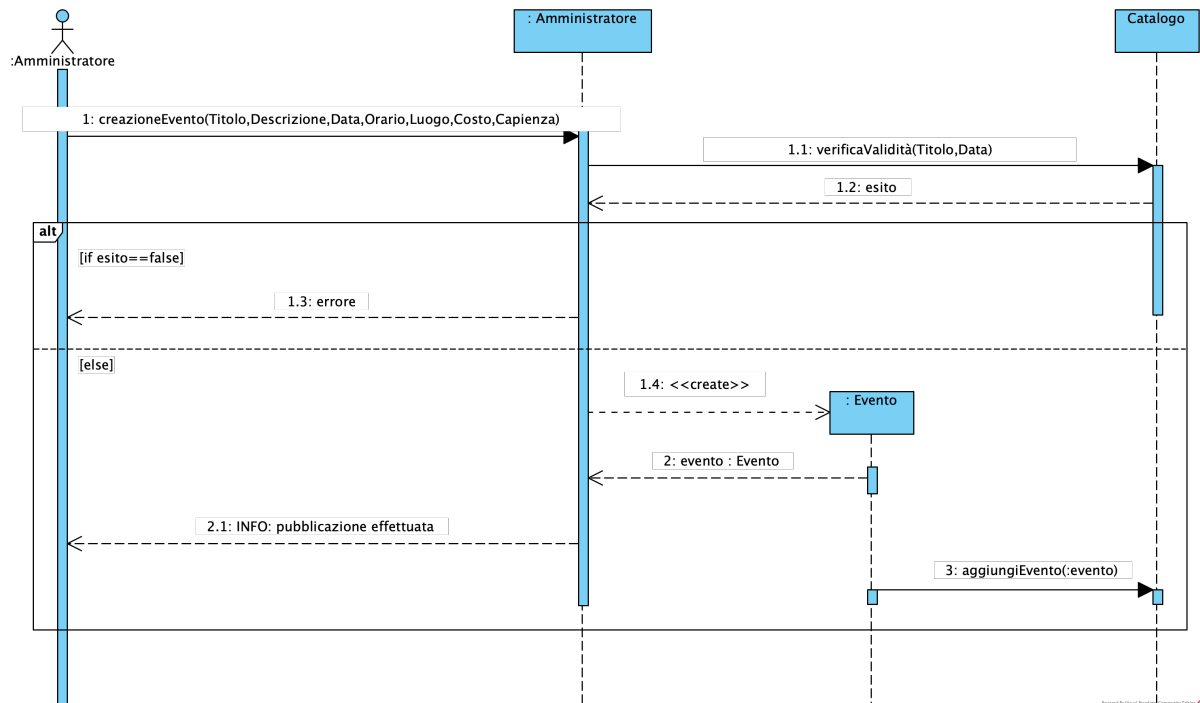 :Amministratore
: Amministratore
Catalogo
1: creazioneEvento(Titolo,Descrizione,Data,Orario,Luogo,Costo,Capienza)
1.1: verificaValidità(Titolo,Data)
1.2: esito
alt
[if esito==false]
1.3: errore
[else]
1.4: <<create>>
: Evento
2: evento : Evento
2.1: INFO: pubblicazione effettuata
3: aggiungiEvento(:evento)